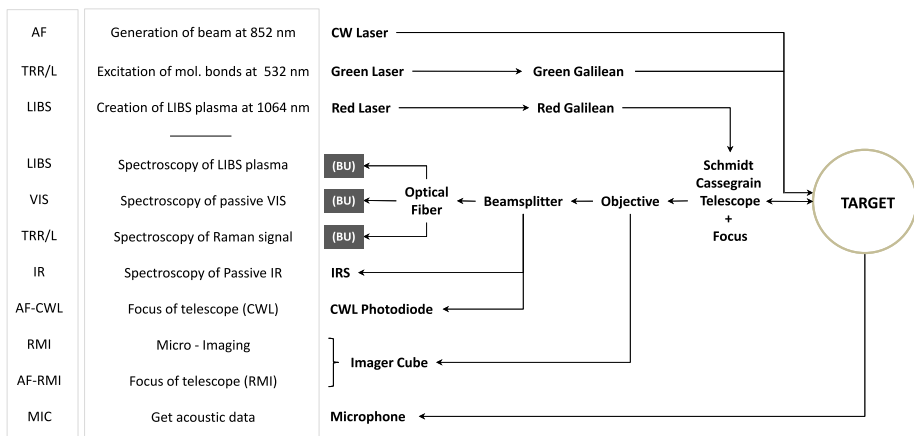 AF Generation of beam at 852 nm CW Laser
TRR/L Excitation of mol. bonds at 532 nm Green Laser Green Galilean
LIBS Creation of LIBS plasma at 1064 nm Red Laser Red Galilean
LIBS Spectroscopy of LIBS plasma (BU)
VIS Spectroscopy of passive VIS (BU)
TRR/L Spectroscopy of Raman signal (BU)
Optical
Fiber
Beamsplitter
Objective
Schmidt
Cassegrain
Telescope
+
Focus
TARGET
IR Spectroscopy of Passive IR IRS
AF-CWL Focus of telescope (CWL) CWL Photodiode
RMI Micro - Imaging
Imager Cube
AF-RMI Focus of telescope (RMI)
MIC Get acoustic data Microphone